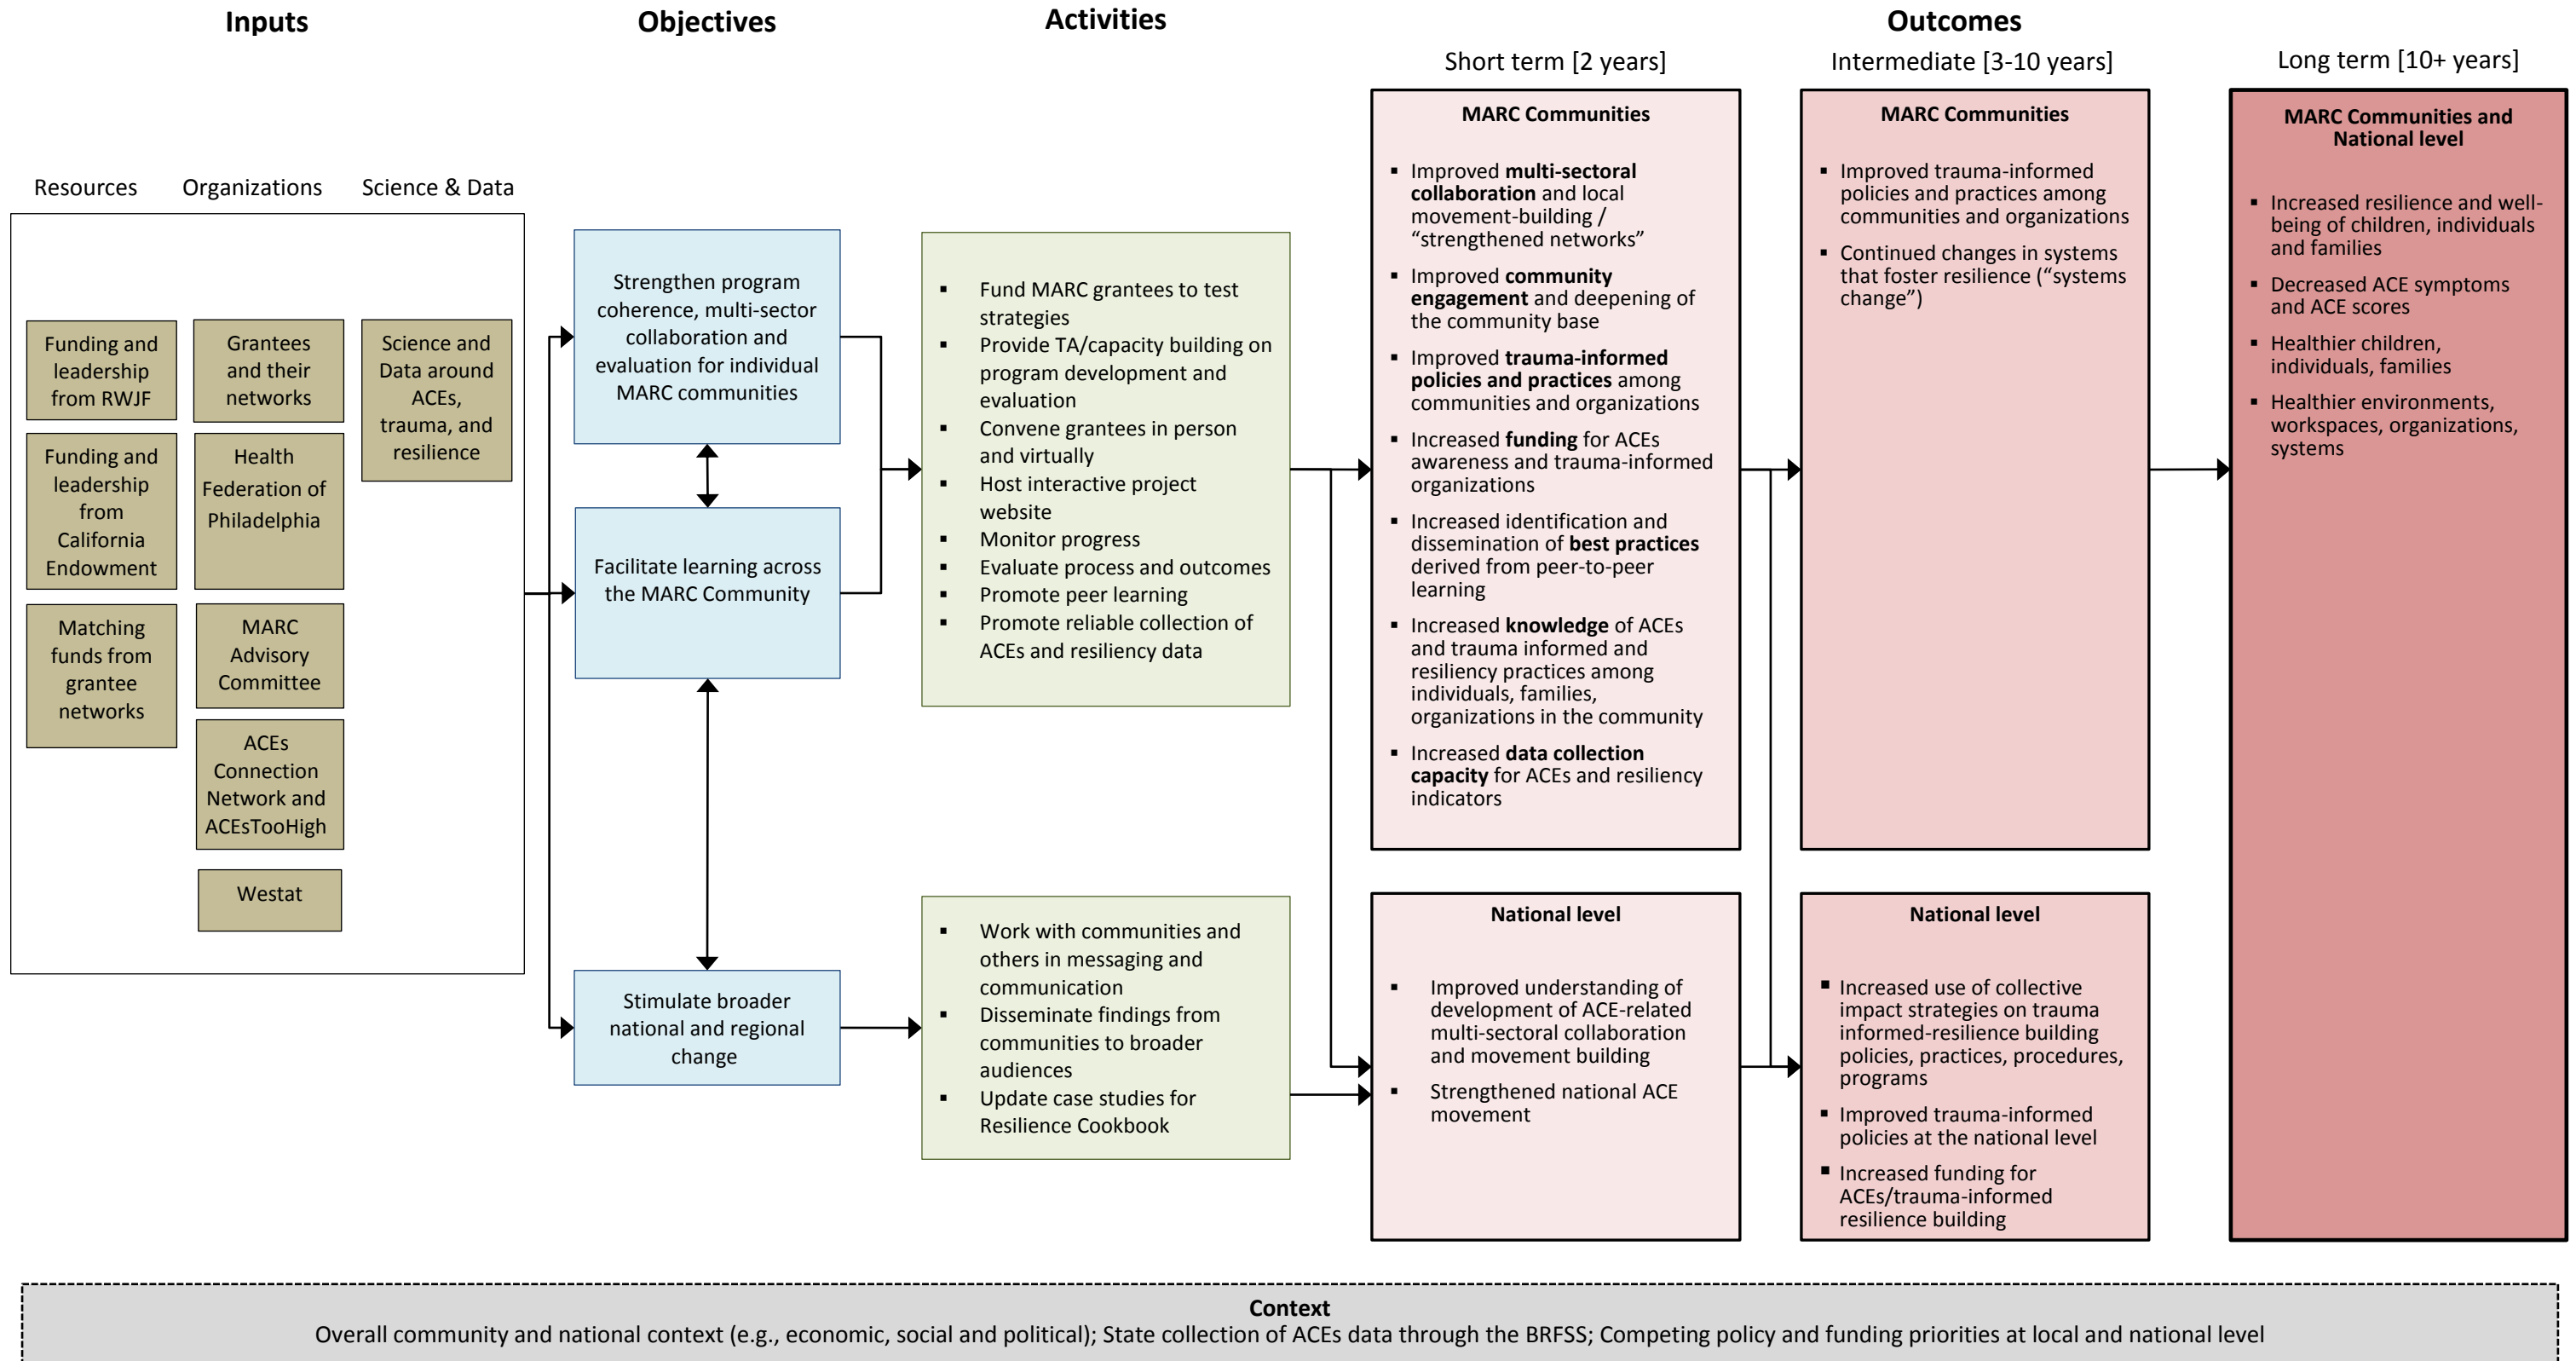 Inputs
Objectives
Activities
Outcomes
Short term [2 years]
Intermediate [3-10 years]
Long term [10+ years]
Resources
Organizations
Science & Data
Funding and
leadership
from RWJF
Funding and
leadership
from
California
Endowment
Matching
funds from
grantee
networks
Grantees
and their
networks
Health
Federation of
Philadelphia
MARC
Advisory
Committee
ACEs
Connection
Network and
ACEsTooHigh
Westat
Science and
Data around
ACEs,
trauma, and
resilience
Strengthen program
coherence, multi-sector
collaboration and
evaluation for individual
MARC communities
Facilitate learning across
the MARC Community
Stimulate broader
national and regional
change
▪ Fund MARC grantees to test
strategies
▪ Provide TA/capacity building on
program development and
evaluation
▪ Convene grantees in person
and virtually
▪ Host interactive project
website
▪ Monitor progress
▪ Evaluate process and outcomes
▪ Promote peer learning
▪ Promote reliable collection of
ACEs and resiliency data
▪ Work with communities and
others in messaging and
communication
▪ Disseminate findings from
communities to broader
audiences
▪ Update case studies for
Resilience Cookbook
MARC Communities
▪ Improved multi-sectoral
collaboration and local
movement-building /
“strengthened networks”
▪ Improved community
engagement and deepening of
the community base
▪ Improved trauma-informed
policies and practices among
communities and organizations
▪ Increased funding for ACEs
awareness and trauma-informed
organizations
▪ Increased identification and
dissemination of best practices
derived from peer-to-peer
learning
▪ Increased knowledge of ACEs
and trauma informed and
resiliency practices among
individuals, families,
organizations in the community
▪ Increased data collection
capacity for ACEs and resiliency
indicators
National level
▪ Improved understanding of
development of ACE-related
multi-sectoral collaboration
and movement building
▪ Strengthened national ACE
movement
MARC Communities
▪ Improved trauma-informed
policies and practices among
communities and organizations
▪ Continued changes in systems
that foster resilience (“systems
change”)
National level
▪ Increased use of collective
impact strategies on trauma
informed-resilience building
policies, practices, procedures,
programs
▪ Improved trauma-informed
policies at the national level
▪ Increased funding for
ACEs/trauma-informed
resilience building
MARC Communities and
National level
▪ Increased resilience and well-
being of children, individuals
and families
▪ Decreased ACE symptoms
and ACE scores
▪ Healthier children,
individuals, families
▪ Healthier environments,
workspaces, organizations,
systems
Context
Overall community and national context (e.g., economic, social and political); State collection of ACEs data through the BRFSS; Competing policy and funding priorities at local and national level